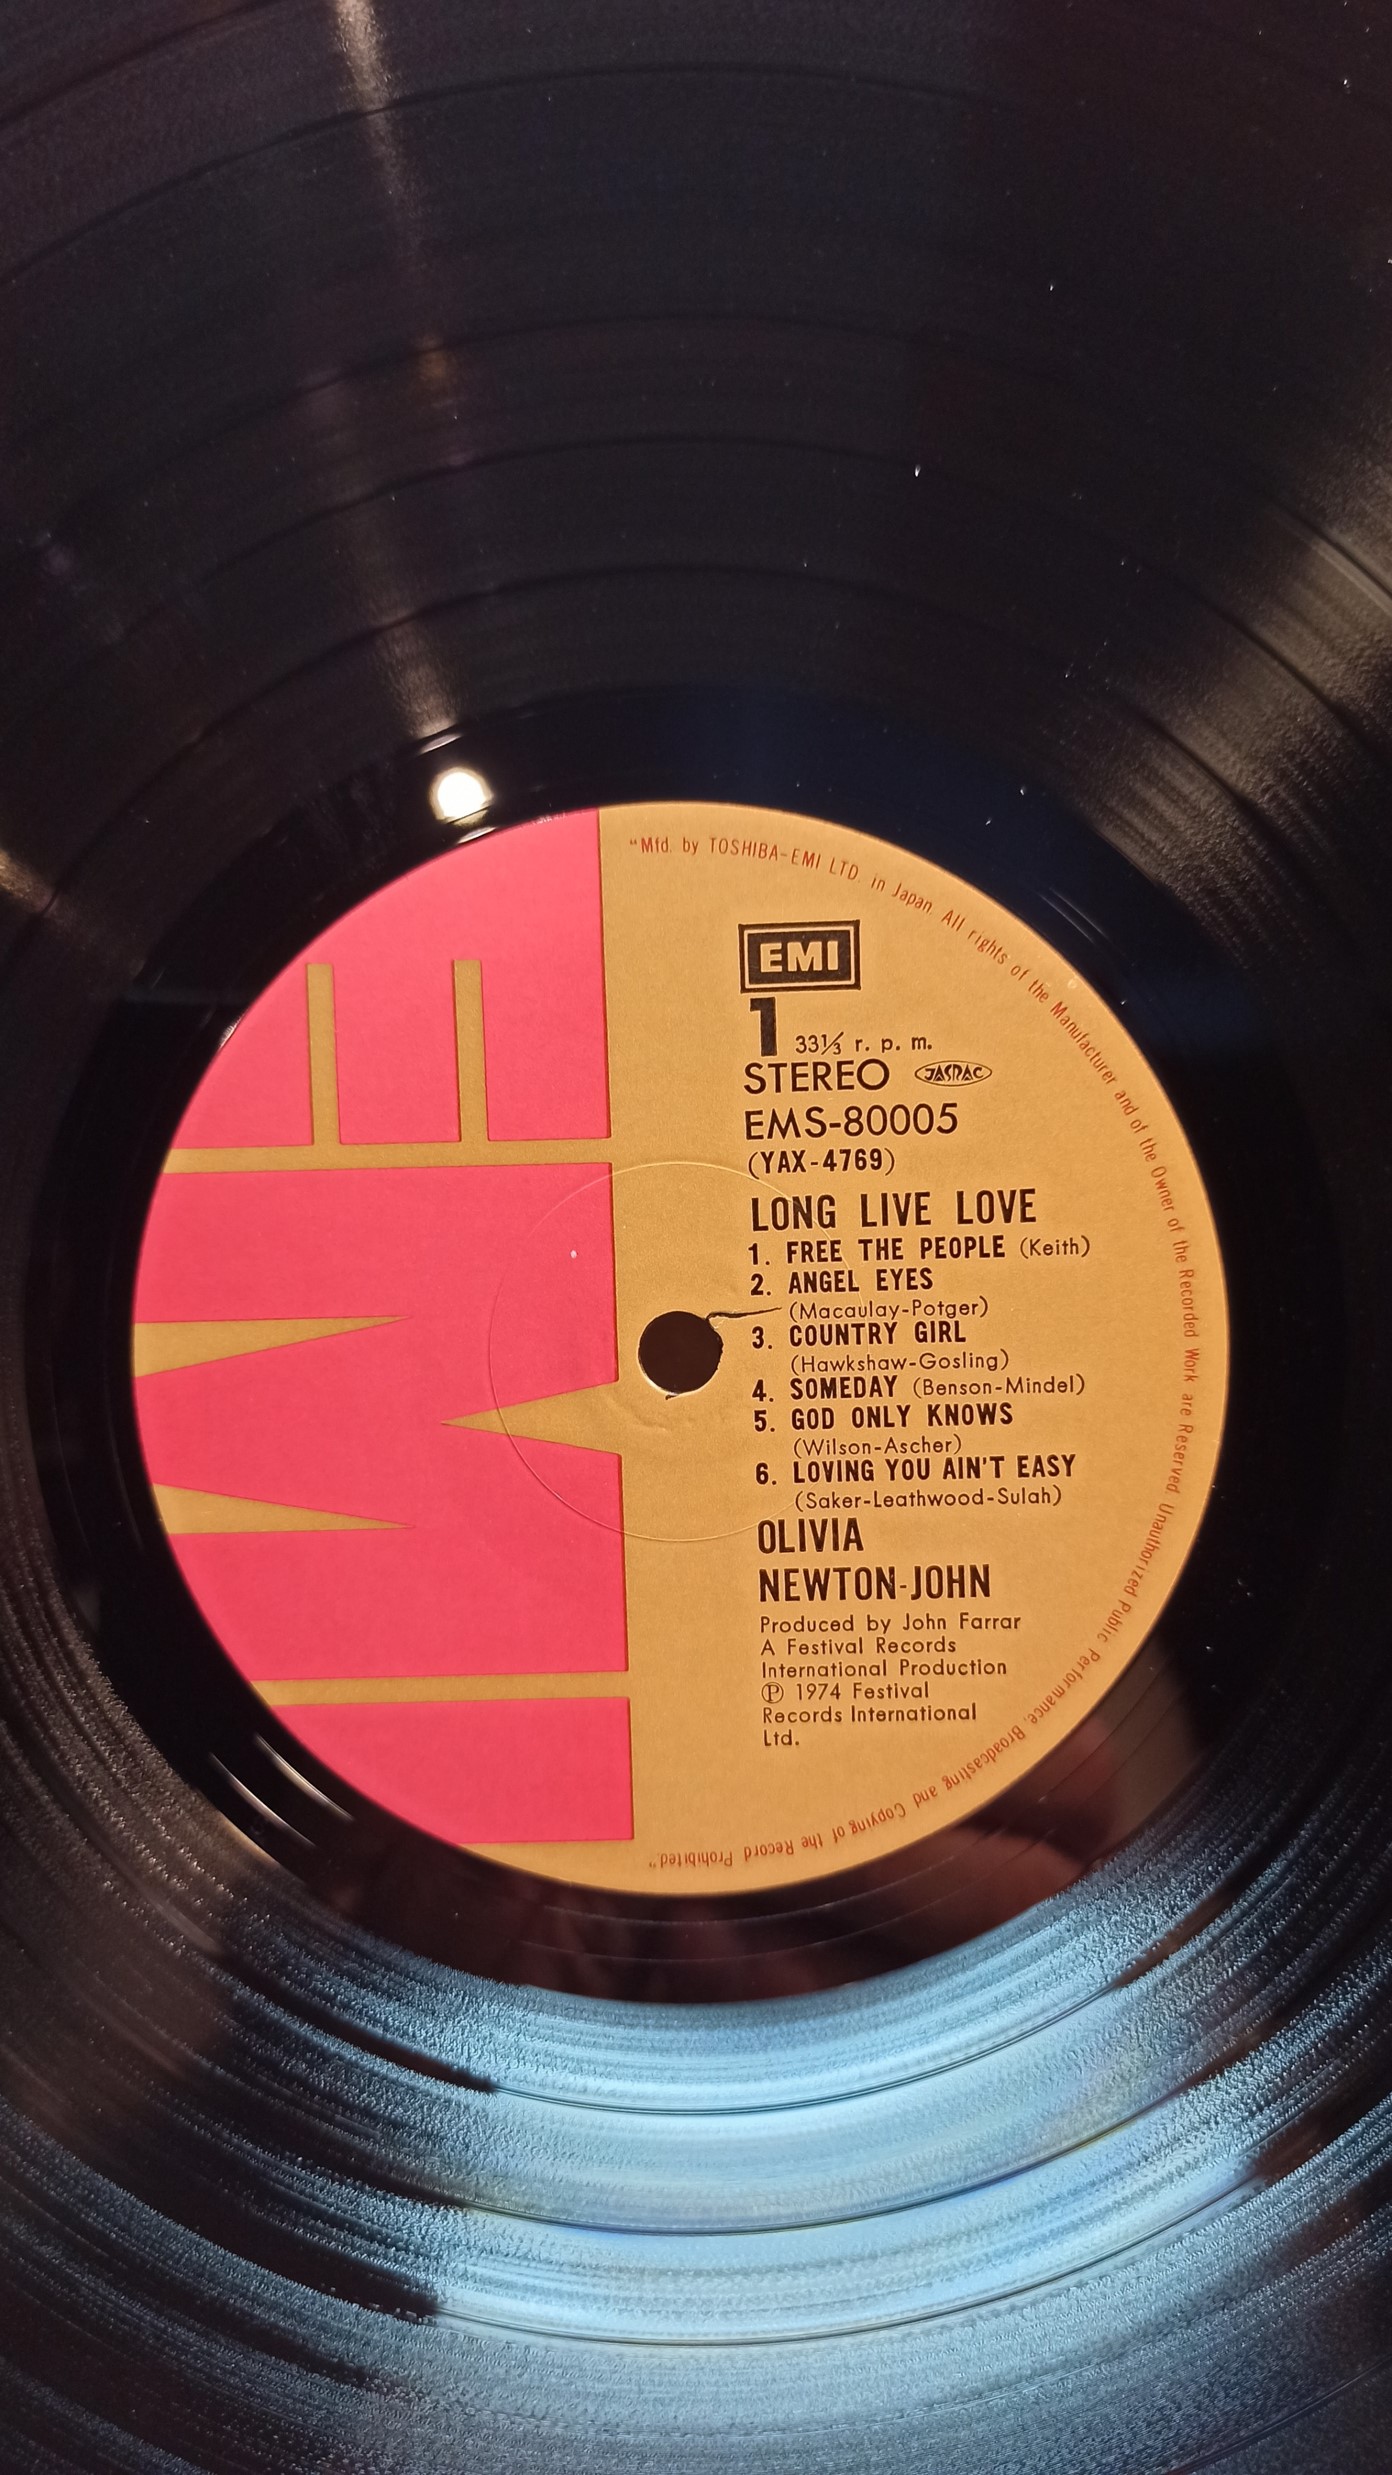 "Mfd. by TOSHIBA-EMI LTD. in Japan. All rights of the Manufacturer and of the Owner of the Recorded Work are Reserved. Unauthorized Public Performance, Broadcasting and Copying of the Record Prohibited."
EMI
1 33⅓ r. p. m.
STEREO JASRAC
EMS-80005
(YAX-4769)
LONG LIVE LOVE
1. FREE THE PEOPLE (Keith)
2. ANGEL EYES
(Macaulay-Potger)
3. COUNTRY GIRL
(Hawkshaw-Gosling)
4. SOMEDAY (Benson-Mindel)
5. GOD ONLY KNOWS
(Wilson-Ascher)
6. LOVING YOU AIN'T EASY
(Saker-Leathwood-Sulah)
OLIVIA
NEWTON-JOHN
Produced by John Farrar
A Festival Records
International Production
Ⓟ 1974 Festival
Records International
Ltd.
EMI